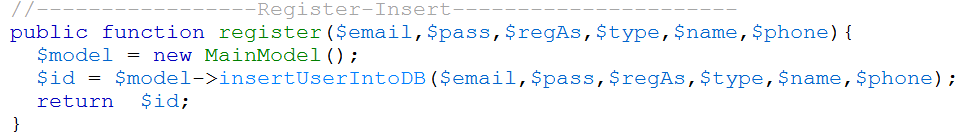 //-----------------Register-Insert----------------------
public function register($email,$pass,$regAs,$type,$name,$phone){
  $model = new MainModel();
  $id = $model->insertUserIntoDB($email,$pass,$regAs,$type,$name,$phone);
  return  $id;
}